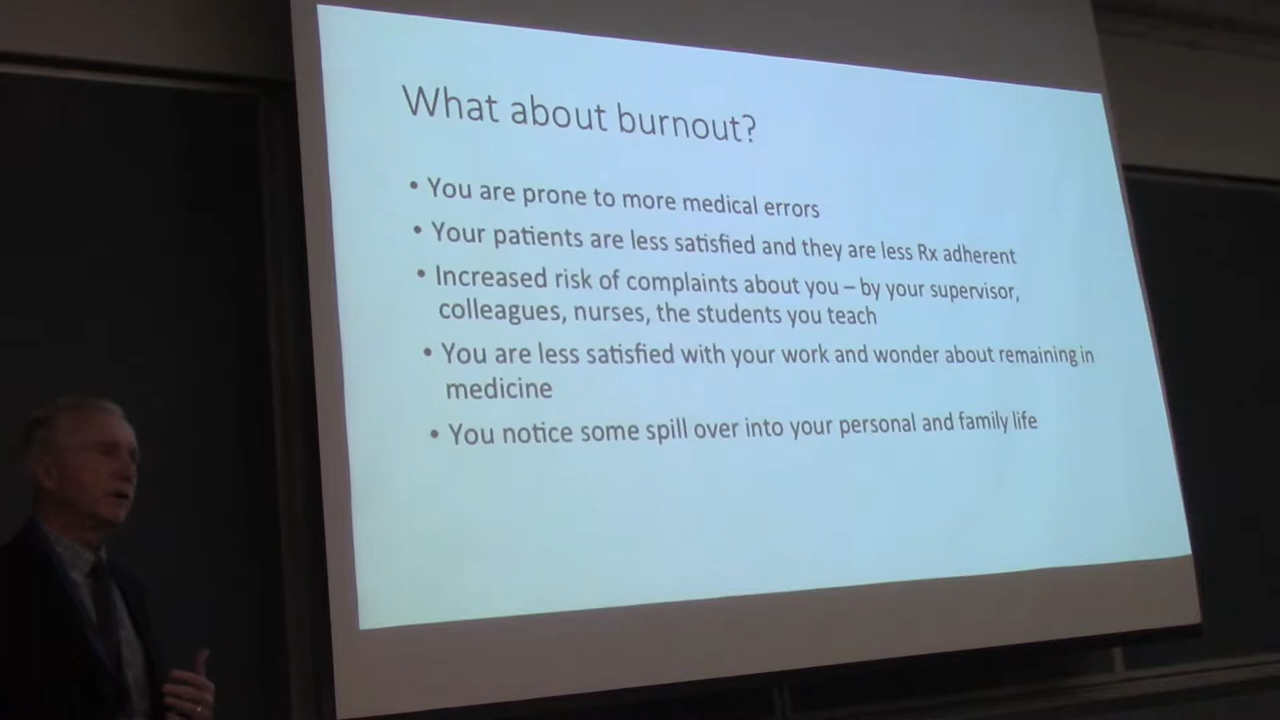 What about burnout?
• You are prone to more medical errors
• Your patients are less satisfied and they are less Rx adherent
• Increased risk of complaints about you – by your supervisor,
colleagues, nurses, the students you teach
• You are less satisfied with your work and wonder about remaining in
medicine
• You notice some spill over into your personal and family life